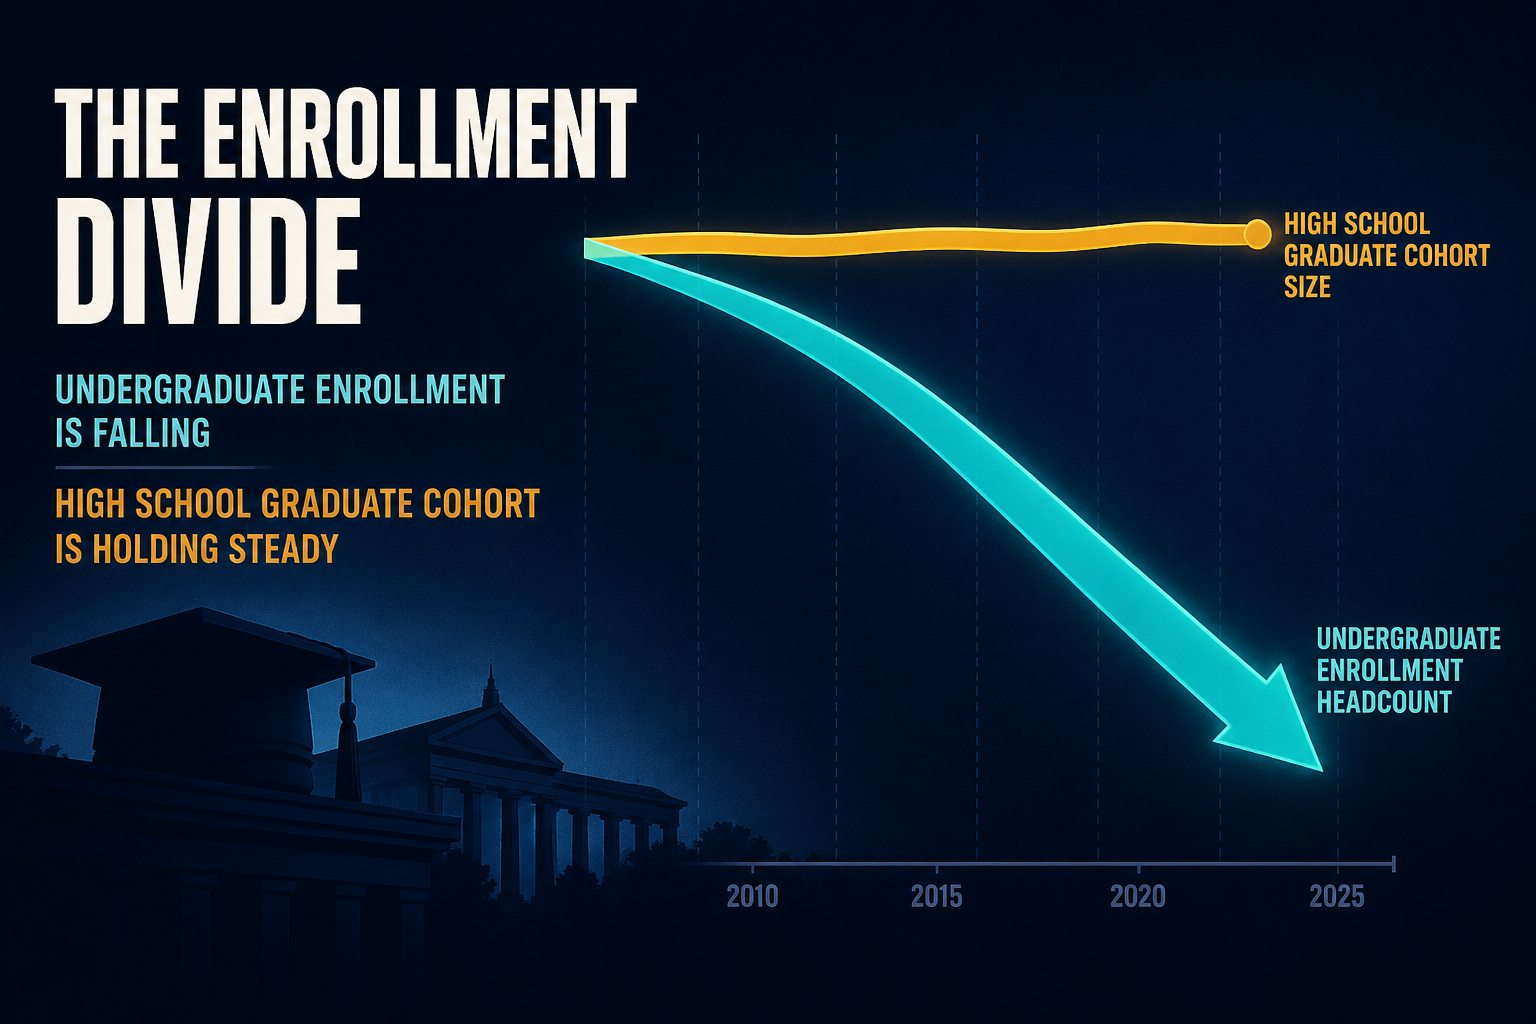 THE ENROLLMENT
DIVIDE
UNDERGRADUATE ENROLLMENT
IS FALLING
HIGH SCHOOL GRADUATE COHORT
IS HOLDING STEADY
HIGH SCHOOL
GRADUATE COHORT
SIZE
UNDERGRADUATE
ENROLLMENT
HEADCOUNT
2010
2015
2020
2025